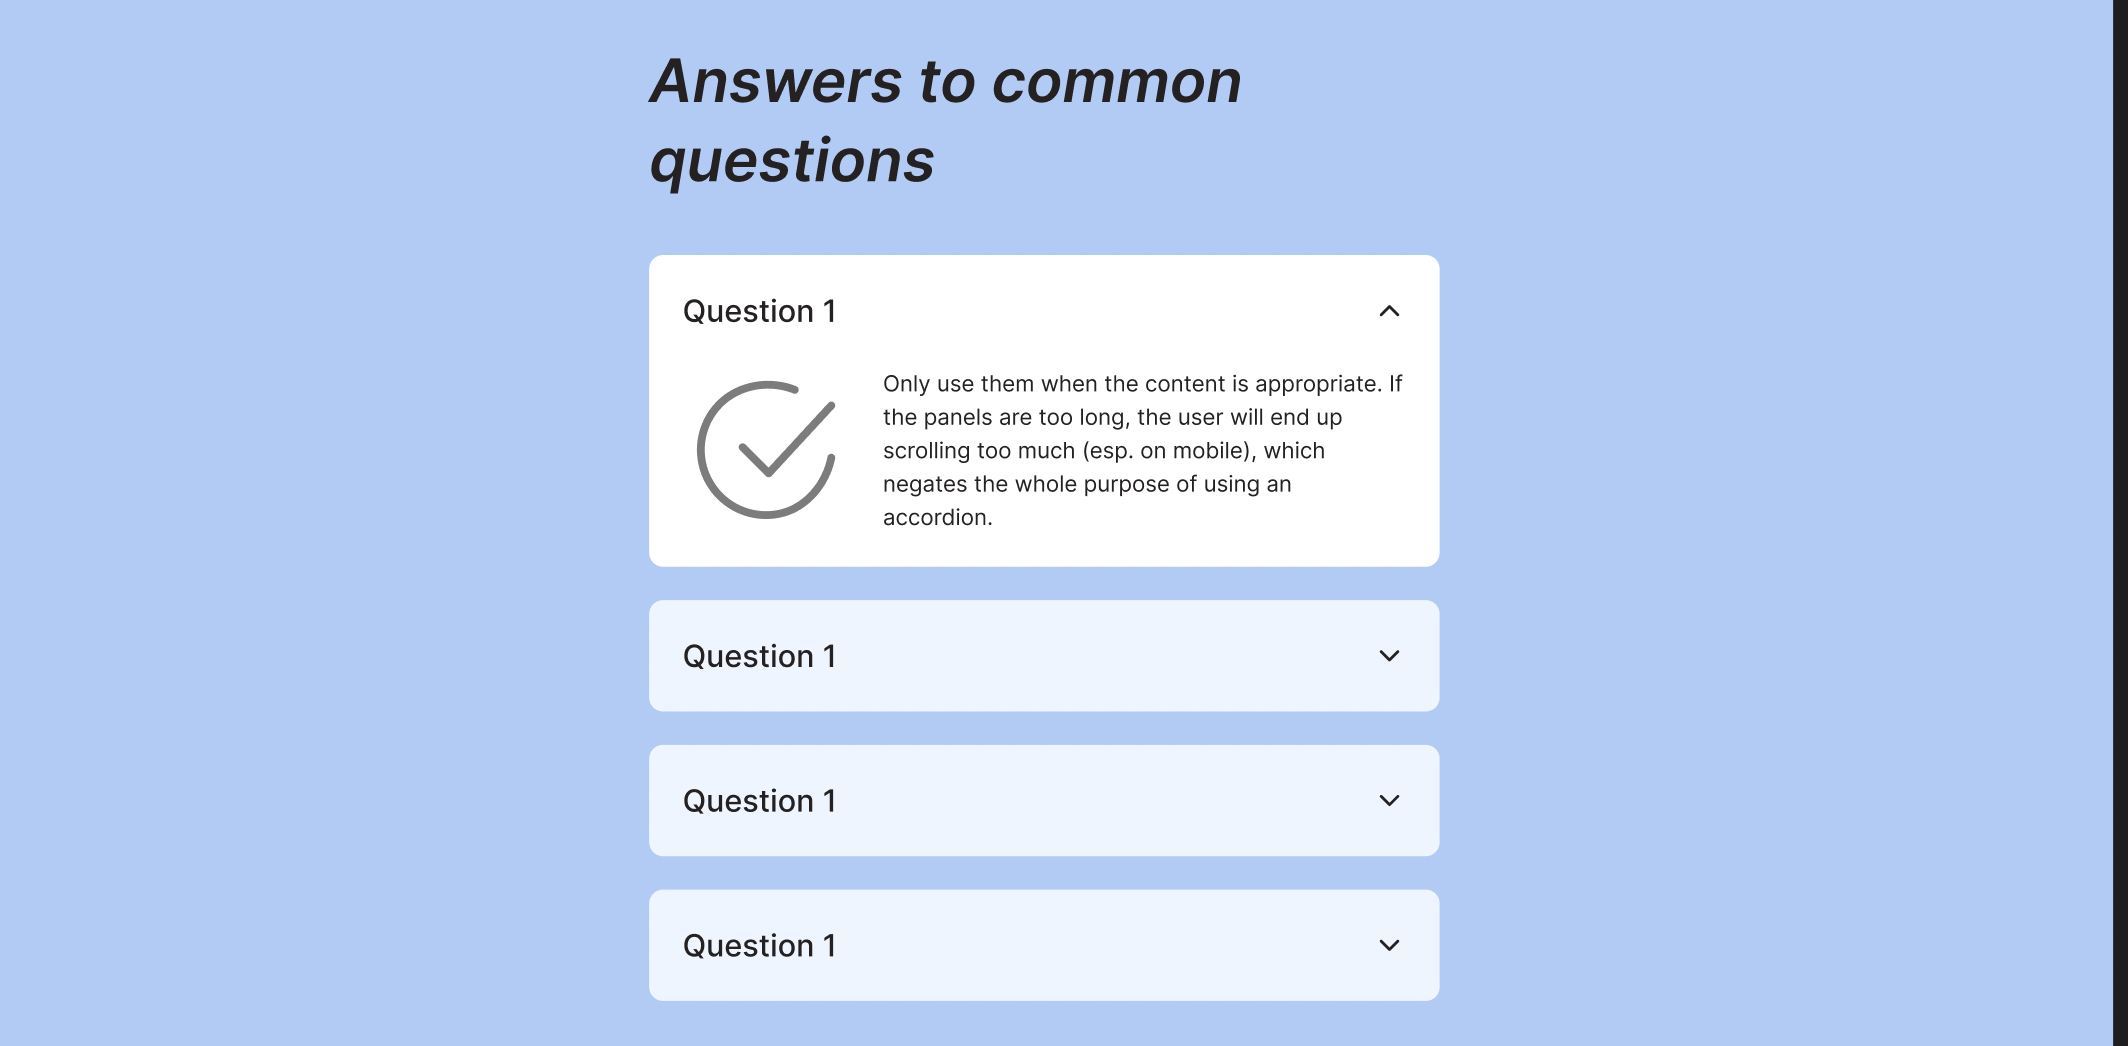 Answers to common
questions
Question 1
Only use them when the content is appropriate. If
the panels are too long, the user will end up
scrolling too much (esp. on mobile), which
negates the whole purpose of using an
accordion.
Question 1
Question 1
Question 1